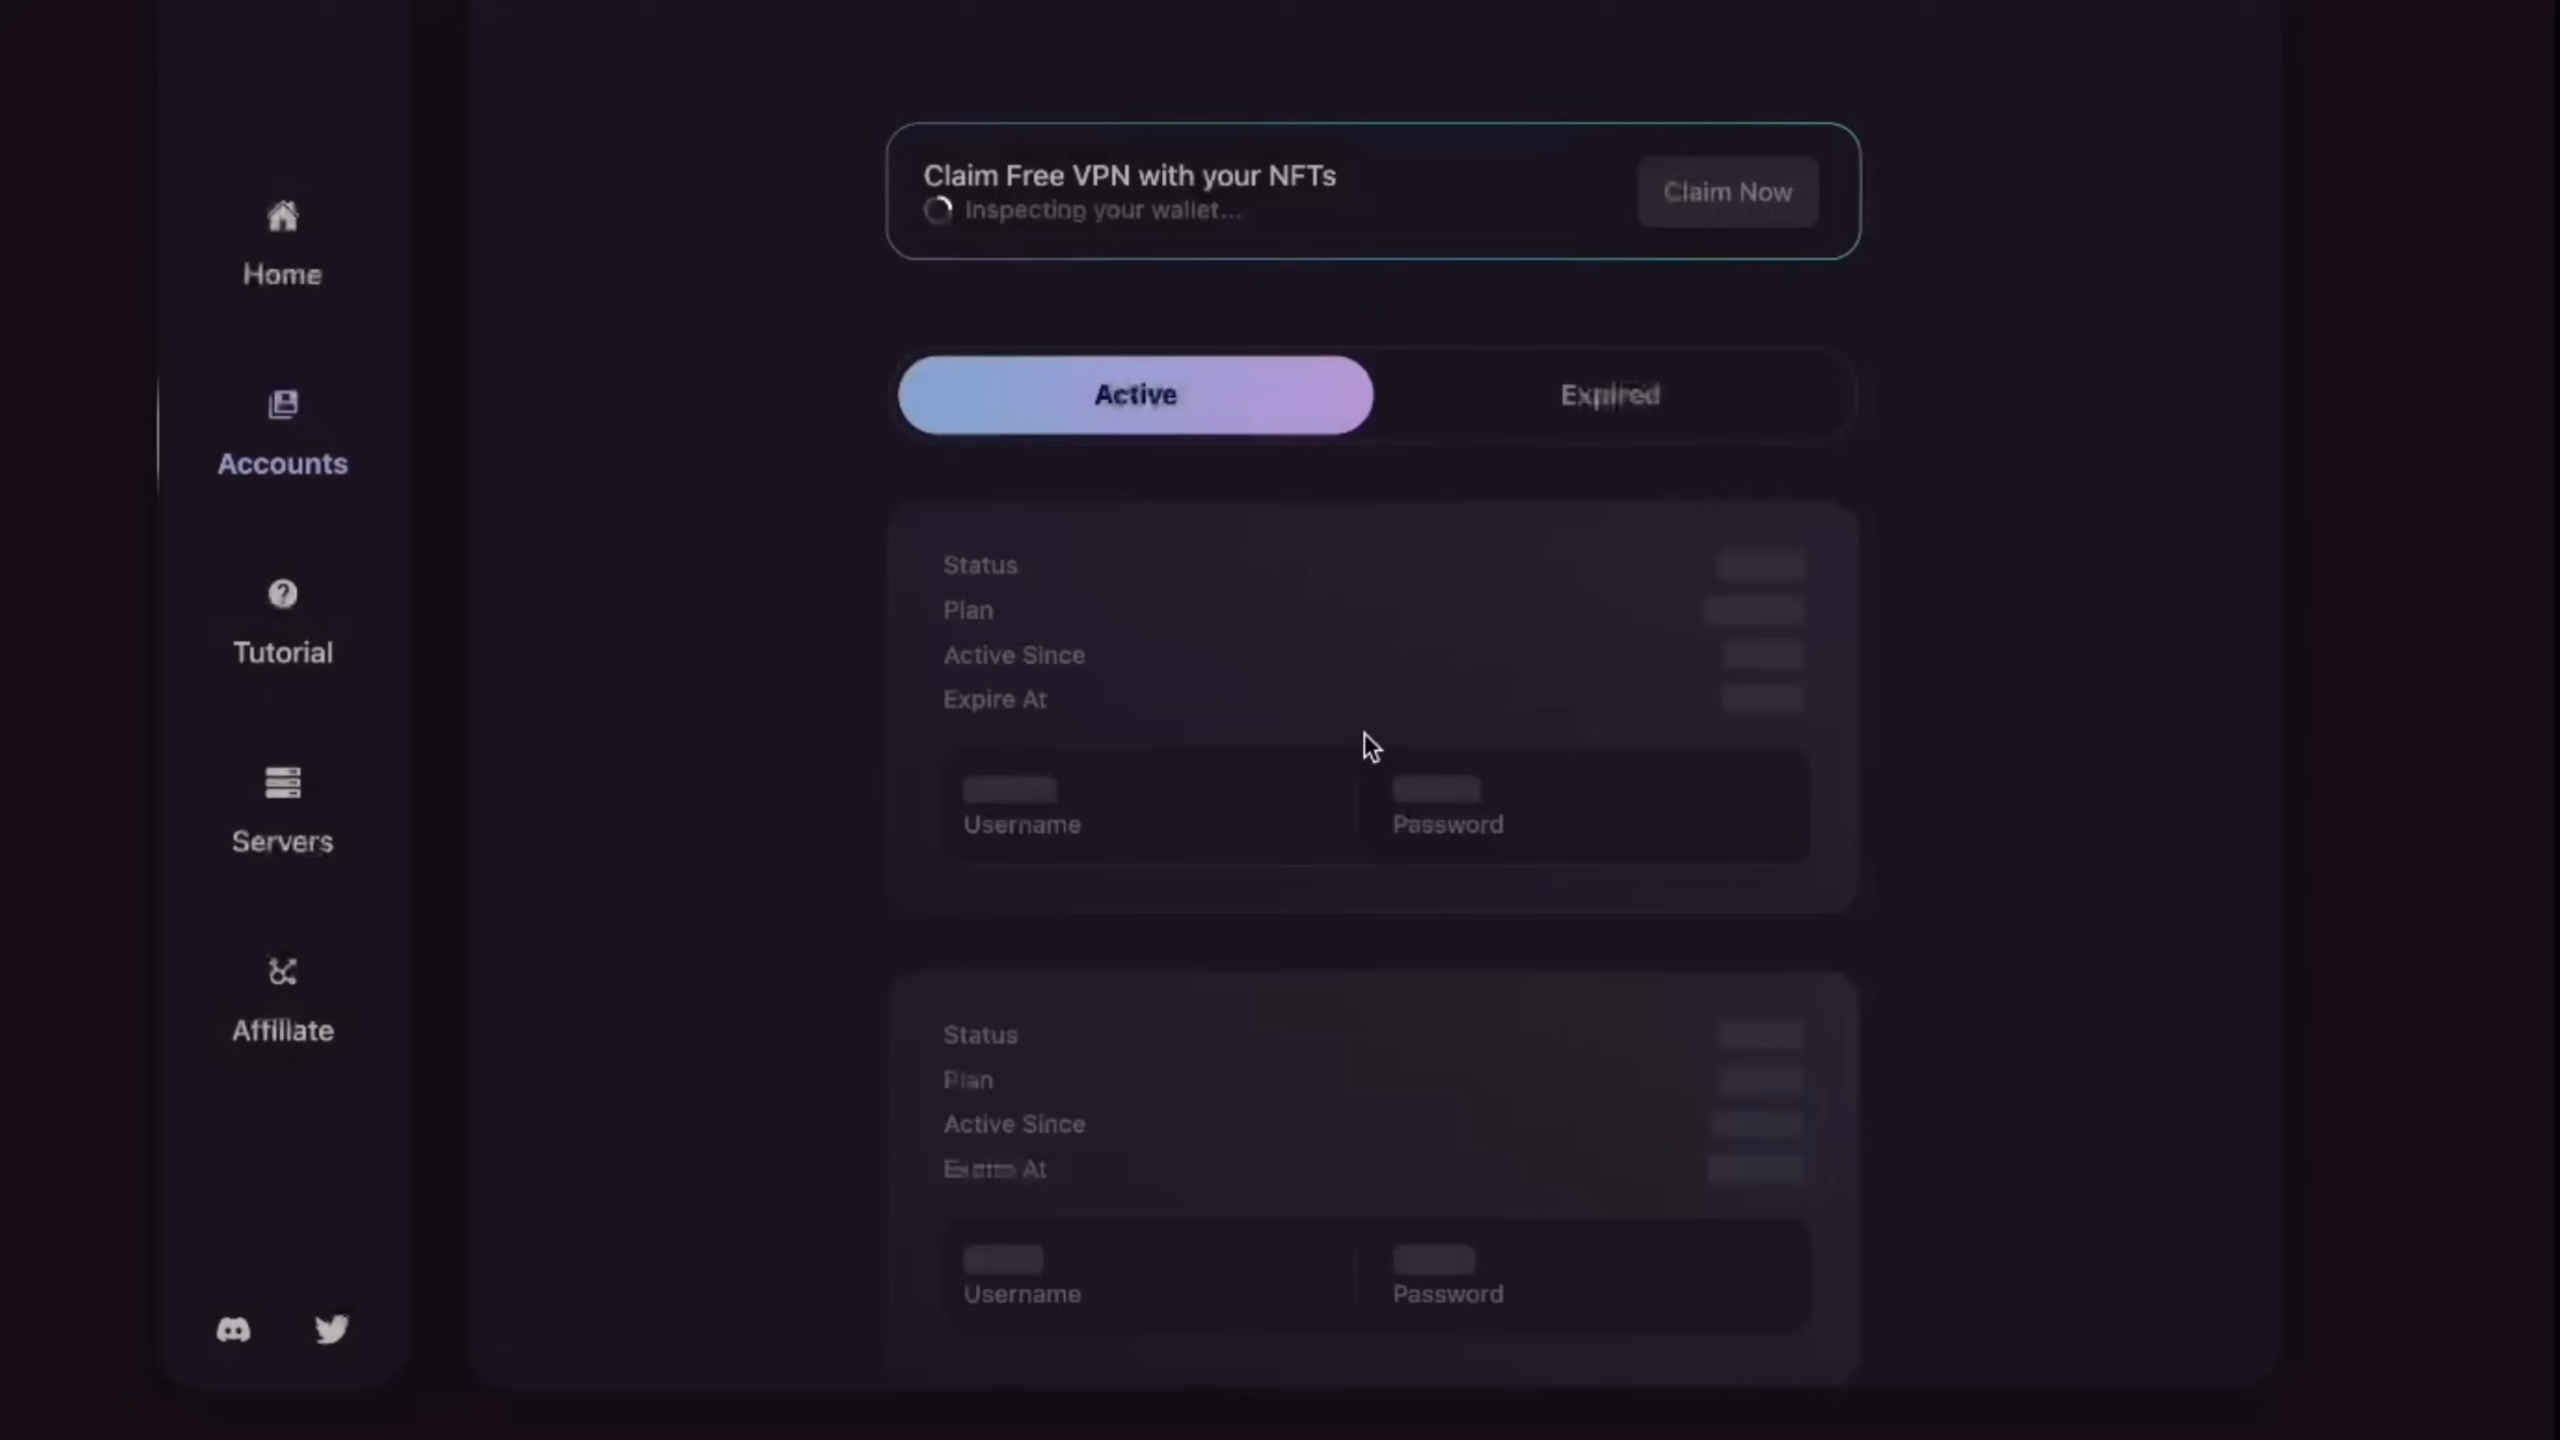 Claim Free VPN with your NFTs
Inspecting your wallet...
Claim Now
Home
Accounts
Tutorial
Servers
Affiliate
Active
Expired
Status
Plan
Active Since
Expire At
Username
Password
Status
Plan
Active Since
Expire At
Username
Password